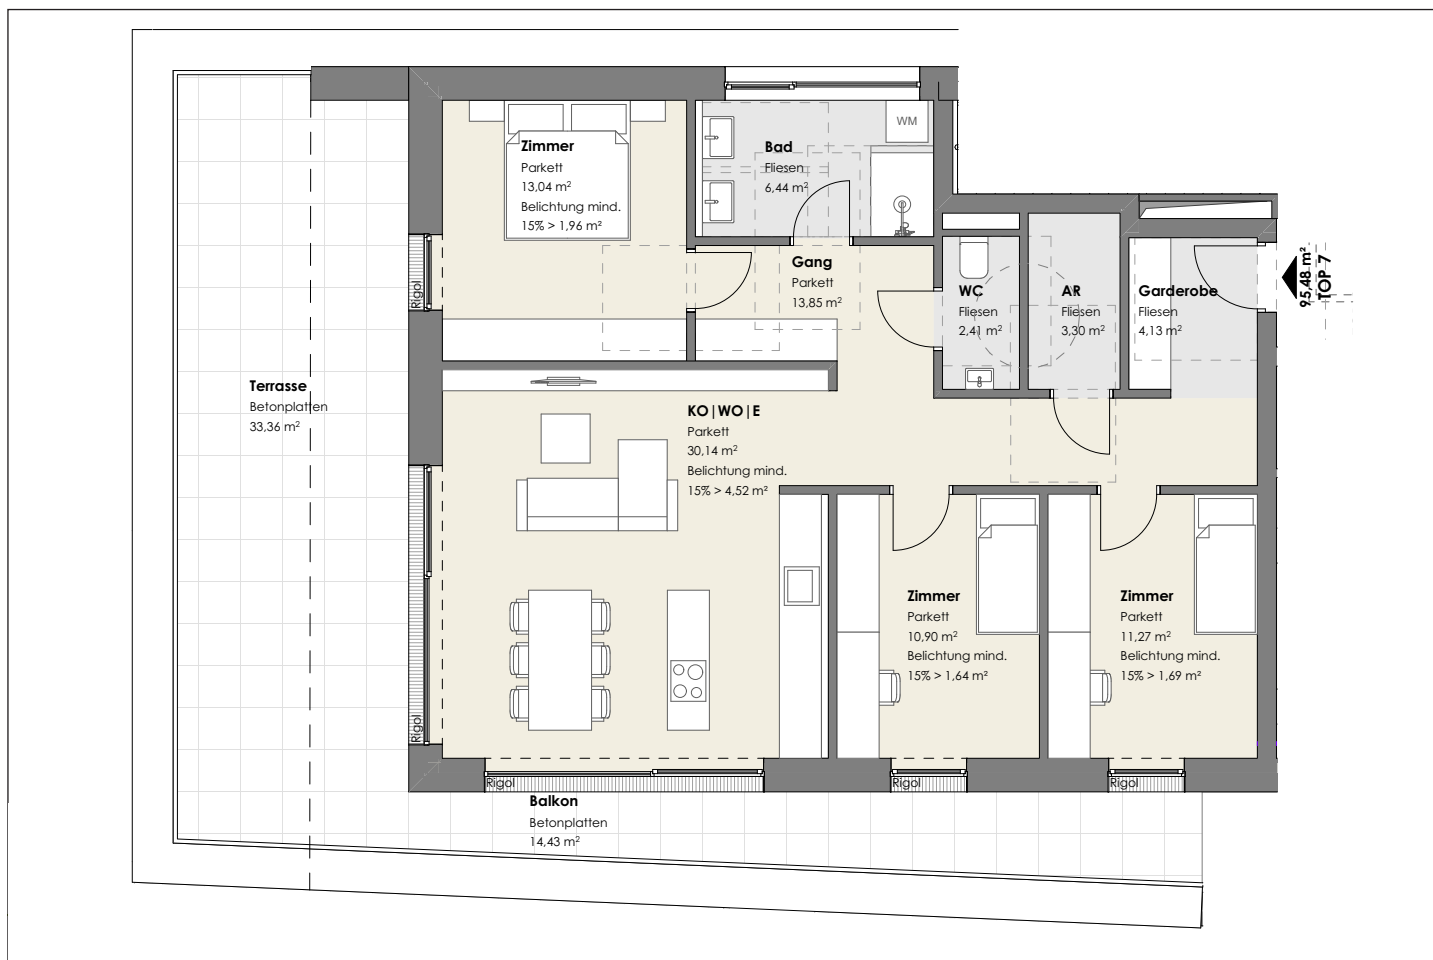 Zimmer
Parkett
13,04 m²
Belichtung mind.
15% > 1,96 m²
Bad
Fliesen
6,44 m²
WM
Gang
Parkett
13,85 m²
WC
Fliesen
2,41 m²
AR
Fliesen
3,30 m²
Garderobe
Fliesen
4,13 m²
95,48 m²
TOP 7
Rigol
Terrasse
Betonplatten
33,36 m²
KO|WO|E
Parkett
30,14 m²
Belichtung mind.
15% > 4,52 m²
Zimmer
Parkett
10,90 m²
Belichtung mind.
15% > 1,64 m²
Zimmer
Parkett
11,27 m²
Belichtung mind.
15% > 1,69 m²
Rigol
Rigol
Rigol
Rigol
Balkon
Betonplatten
14,43 m²